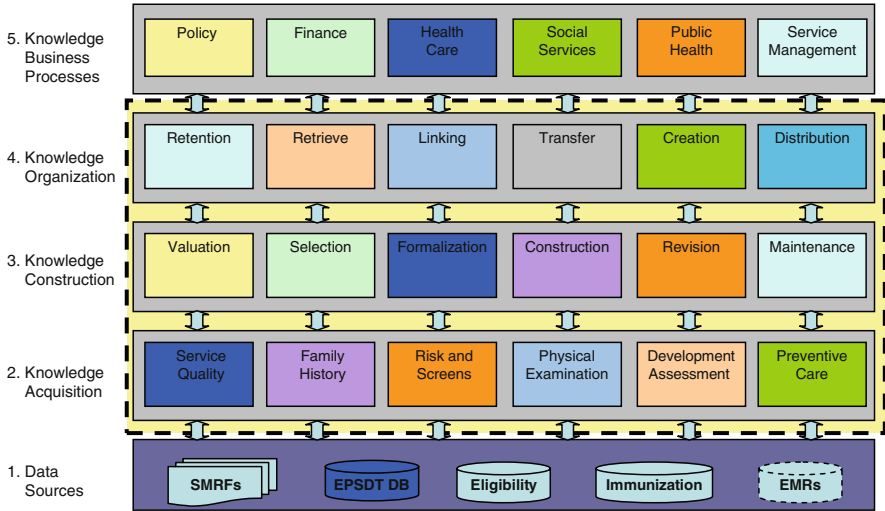 5. Knowledge
Business
Processes
Policy
Finance
Health
Care
Social
Services
Public
Health
Service
Management
4. Knowledge
Organization
Retention
Retrieve
Linking
Transfer
Creation
Distribution
3. Knowledge
Construction
Valuation
Selection
Formalization
Construction
Revision
Maintenance
2. Knowledge
Acquisition
Service
Quality
Family
History
Risk and
Screens
Physical
Examination
Development
Assessment
Preventive
Care
1. Data
Sources
SMRFs
EPSDT DB
Eligibility
Immunization
EMRs